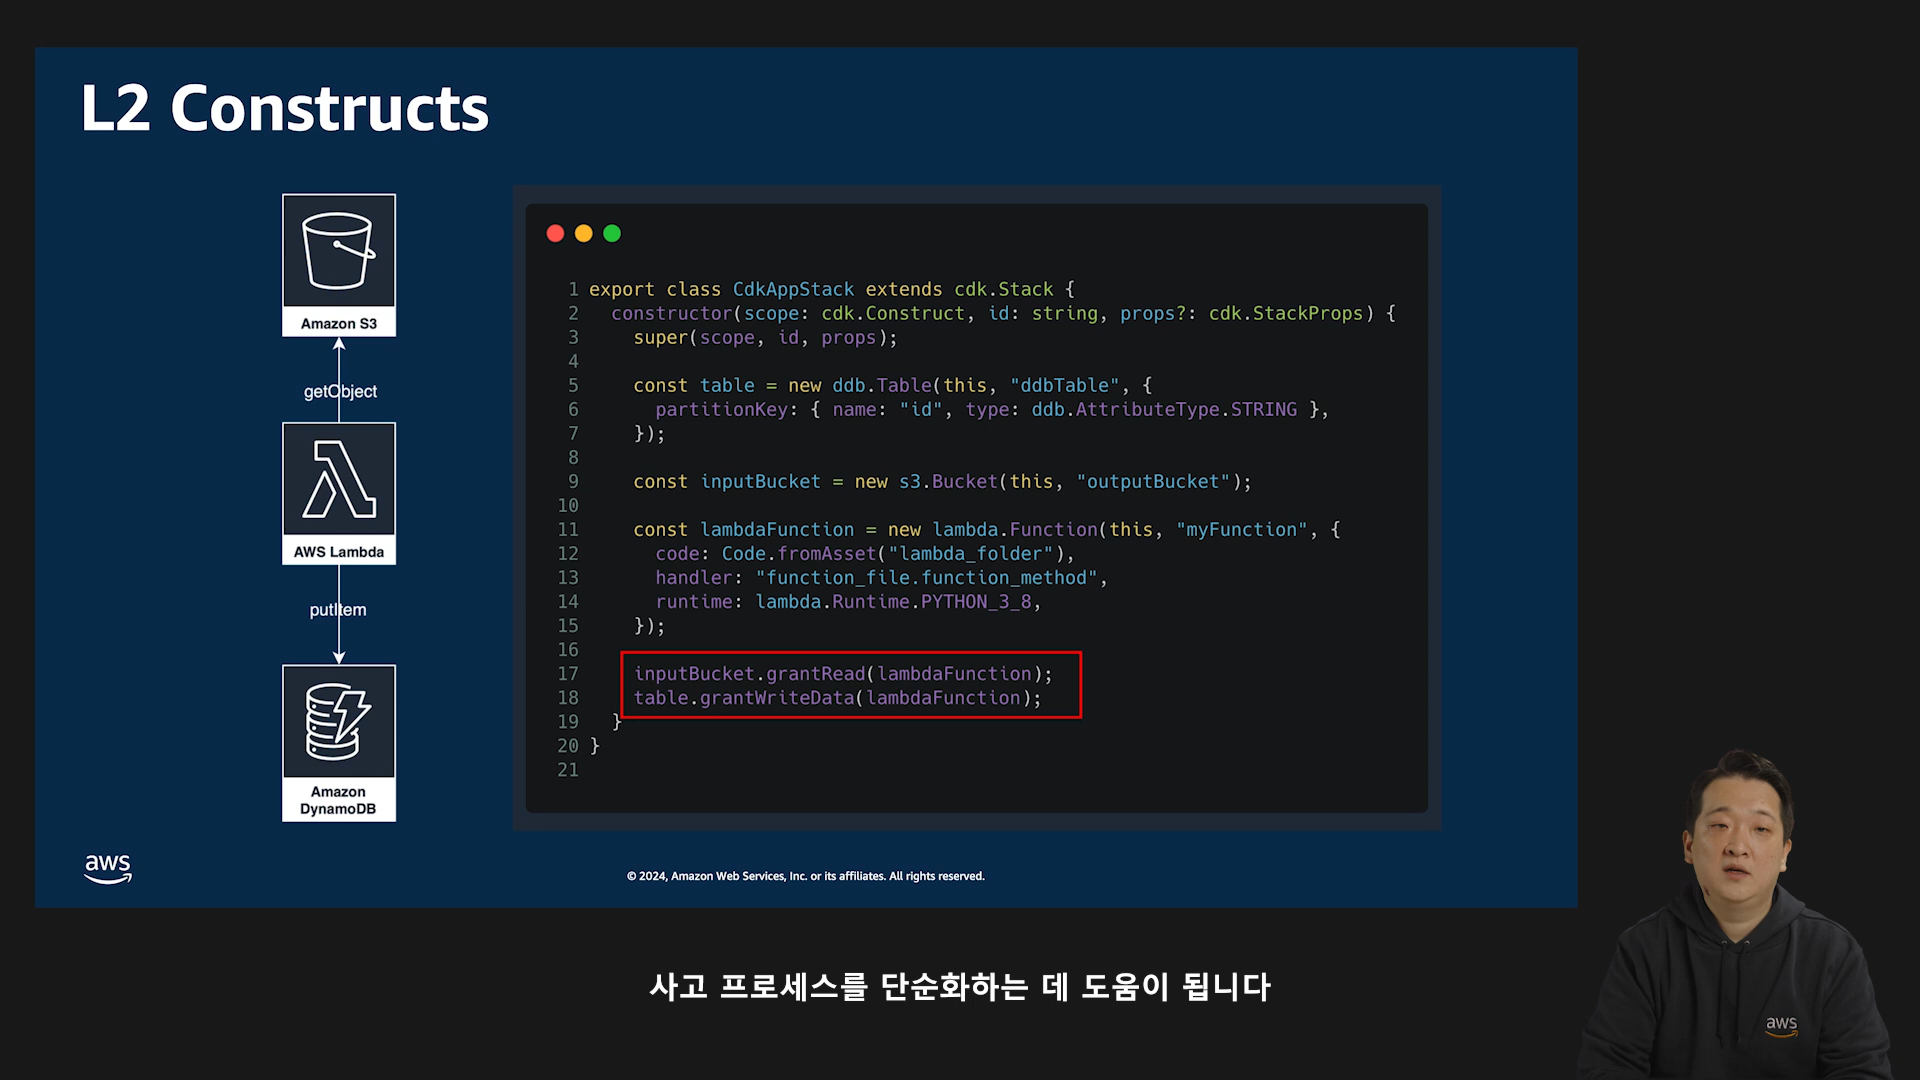 L2 Constructs
Amazon S3
getObject
AWS Lambda
putItem
Amazon
DynamoDB
1 export class CdkAppStack extends cdk.Stack {
2 constructor(scope: cdk.Construct, id: string, props?: cdk.StackProps) {
3 super(scope, id, props);
4
5 const table = new ddb.Table(this, "ddbTable", {
6 partitionKey: { name: "id", type: ddb.AttributeType.STRING },
7 });
8
9 const inputBucket = new s3.Bucket(this, "outputBucket");
10
11 const lambdaFunction = new lambda.Function(this, "myFunction", {
12 code: Code.fromAsset("lambda_folder"),
13 handler: "function_file.function_method",
14 runtime: lambda.Runtime.PYTHON_3_8,
15 });
16
17 inputBucket.grantRead(lambdaFunction);
18 table.grantWriteData(lambdaFunction);
19 }
20 }
21
aws
© 2024, Amazon Web Services, Inc. or its affiliates. All rights reserved.
사고 프로세스를 단순화하는 데 도움이 됩니다
aws